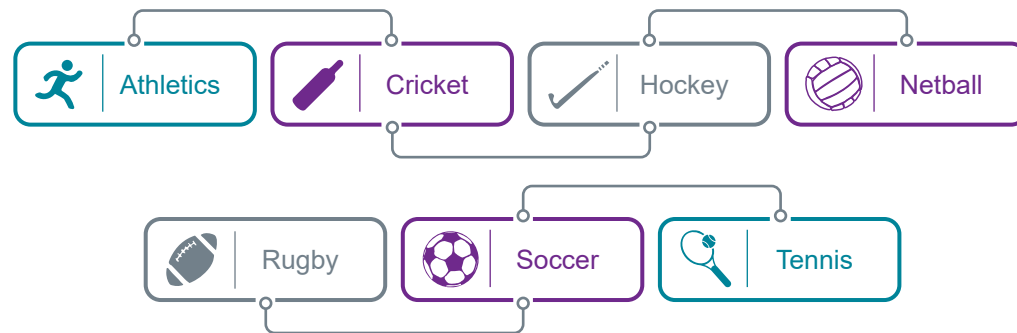 Athletics
Cricket
Hockey
Netball
Rugby
Soccer
Tennis